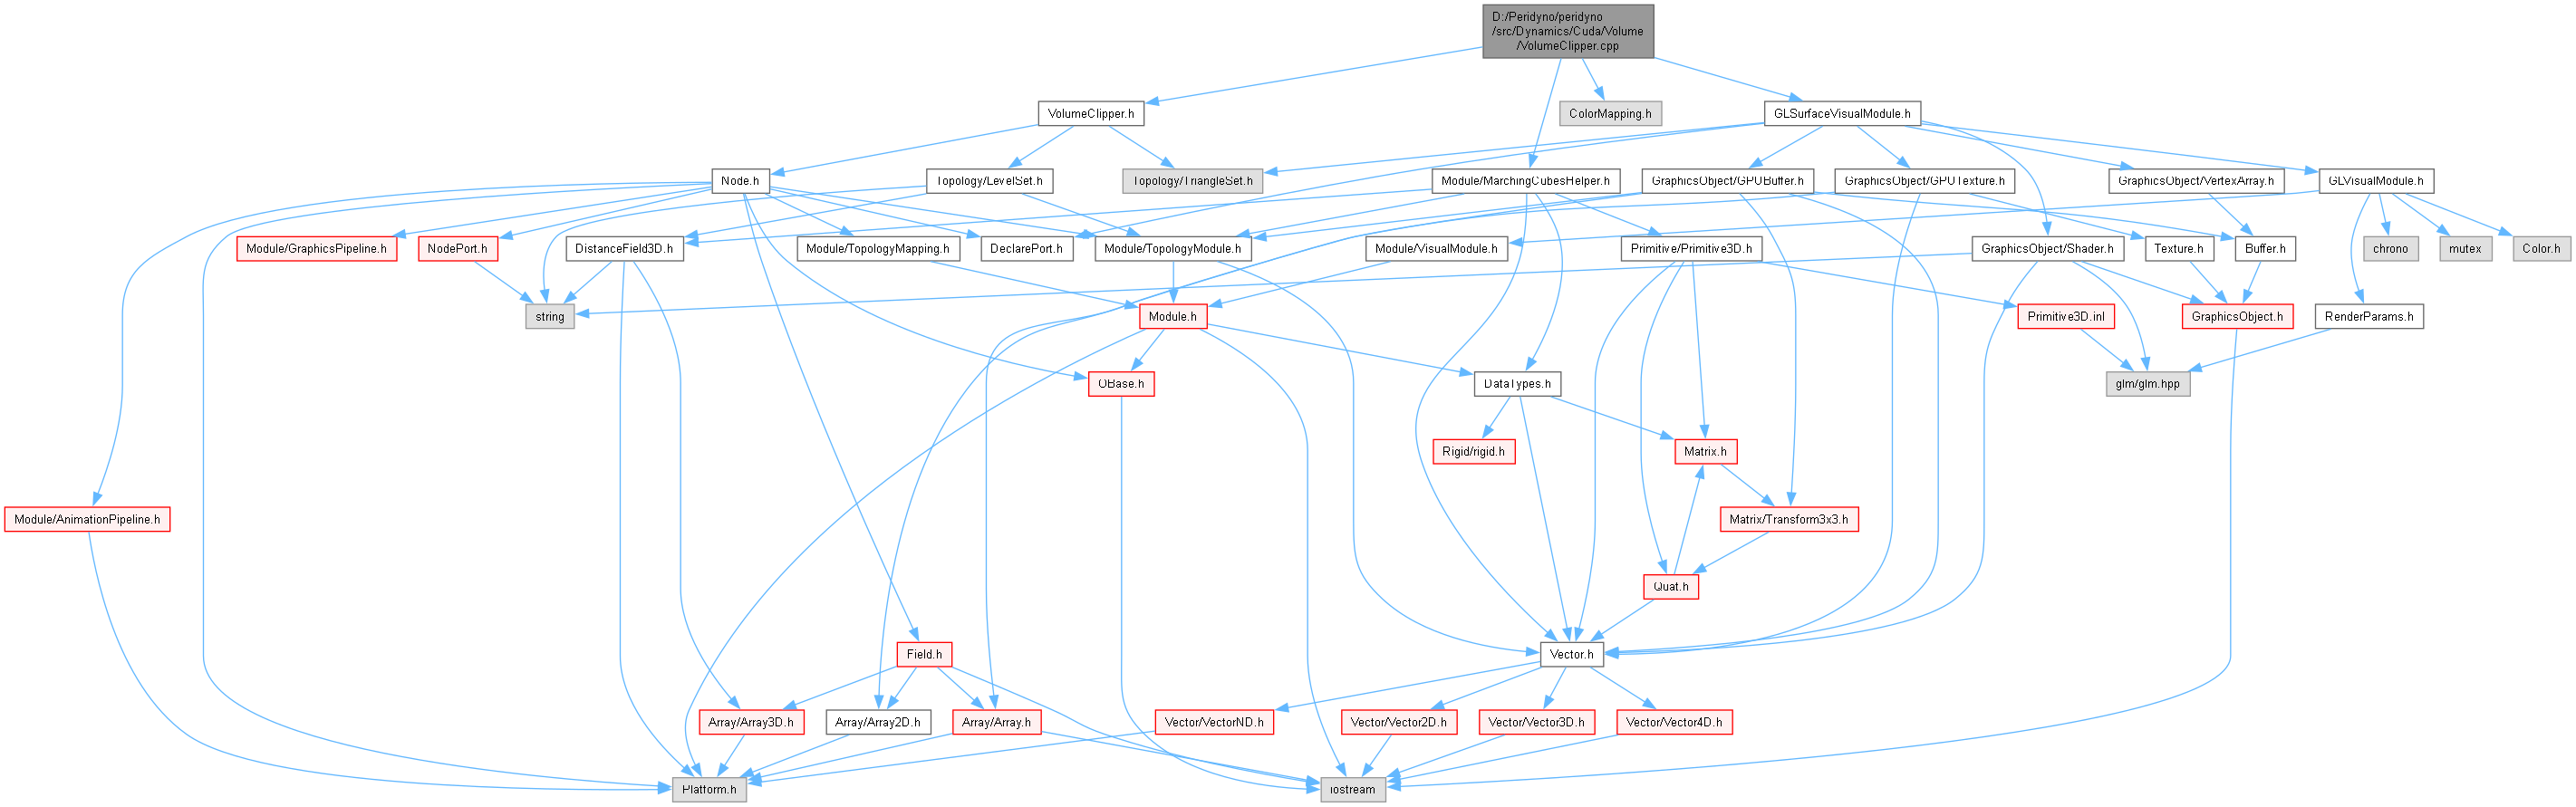 D:/Peridyno/peridyno
/src/Dynamics/Cuda/Volume
/VolumeClipper.cpp
VolumeClipper.h
ColorMapping.h
GLSurfaceVisualModule.h
Node.h
Topology/LevelSet.h
Topology/TriangleSet.h
Module/MarchingCubesHelper.h
GraphicsObject/GPUBuffer.h
GraphicsObject/GPUTexture.h
GraphicsObject/VertexArray.h
GLVisualModule.h
Module/GraphicsPipeline.h
NodePort.h
DistanceField3D.h
Module/TopologyMapping.h
DeclarePort.h
Module/TopologyModule.h
Module/VisualModule.h
Primitive/Primitive3D.h
GraphicsObject/Shader.h
Texture.h
Buffer.h
chrono
mutex
Color.h
string
Module.h
Primitive3D.inl
GraphicsObject.h
RenderParams.h
OBase.h
DataTypes.h
glm/glm.hpp
Rigid/rigid.h
Matrix.h
Module/AnimationPipeline.h
Matrix/Transform3x3.h
Quat.h
Field.h
Vector.h
Array/Array3D.h
Array/Array2D.h
Array/Array.h
Vector/VectorND.h
Vector/Vector2D.h
Vector/Vector3D.h
Vector/Vector4D.h
Platform.h
iostream